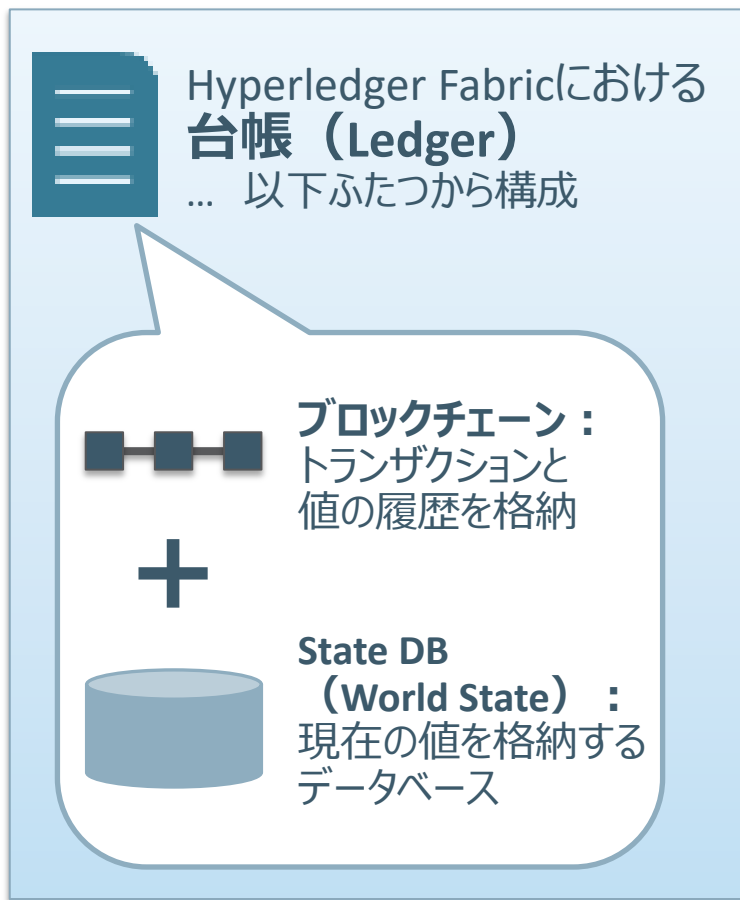 Hyperledger Fabricにおける
台帳（Ledger）
... 以下ふたつから構成
ブロックチェーン：
トランザクションと
値の履歴を格納
State DB
（World State）：
現在の値を格納する
データベース